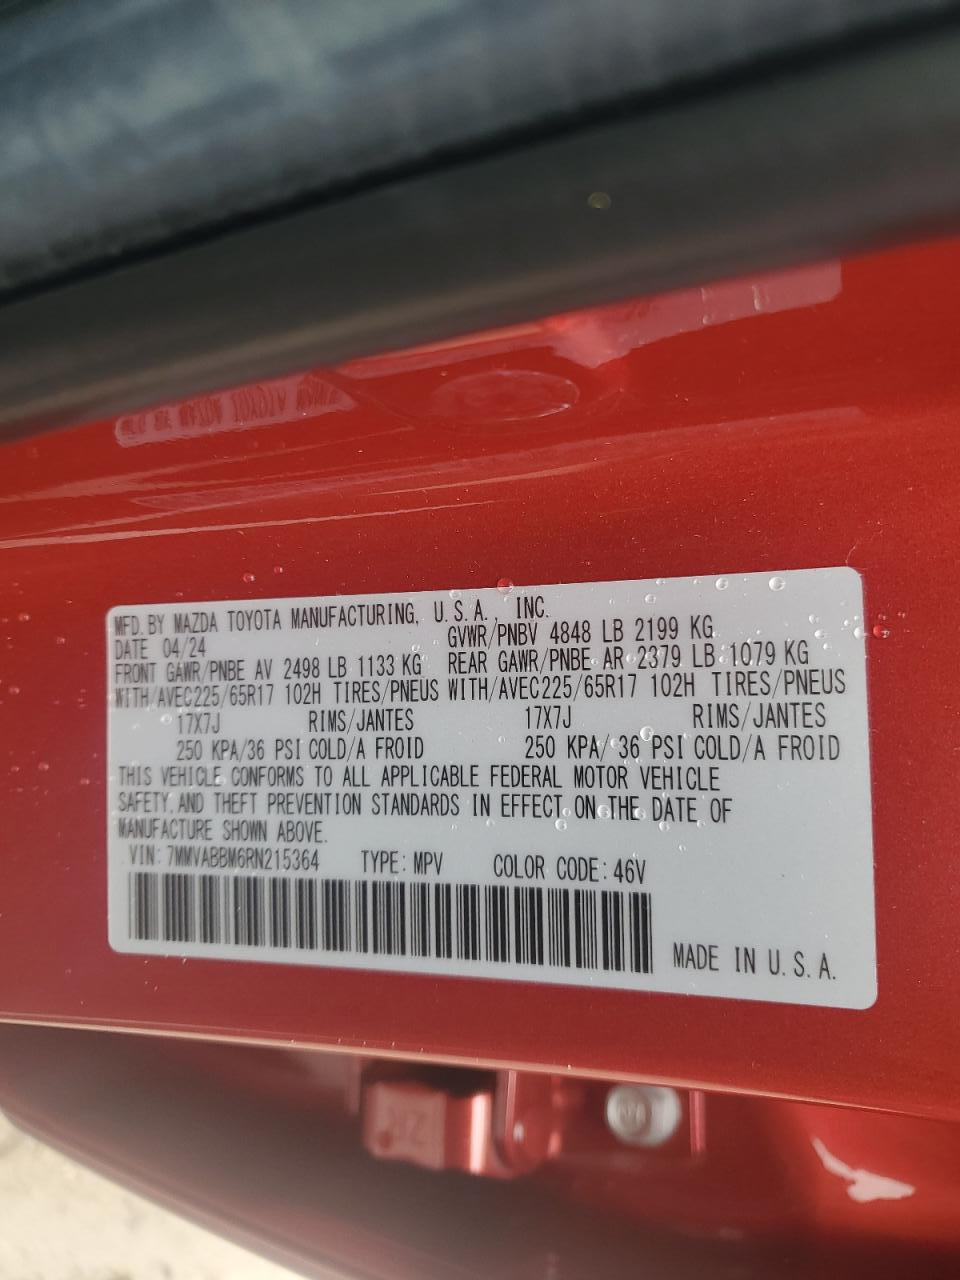 MFD. BY MAZDA TOYOTA MANUFACTURING, U.S.A., INC.
DATE 04/24 GVWR/PNBV 4848 LB 2199 KG
FRONT GAWR/PNBE AV 2498 LB 1133 KG REAR GAWR/PNBE AR 2379 LB 1079 KG
WITH/AVEC225/65R17 102H TIRES/PNEUS WITH/AVEC225/65R17 102H TIRES/PNEUS
17X7J RIMS/JANTES 17X7J RIMS/JANTES
250 KPA/36 PSI COLD/A FROID 250 KPA/36 PSI COLD/A FROID
THIS VEHICLE CONFORMS TO ALL APPLICABLE FEDERAL MOTOR VEHICLE
SAFETY, AND THEFT PREVENTION STANDARDS IN EFFECT ON THE DATE OF
MANUFACTURE SHOWN ABOVE.
VIN: 7MMVABBM6RN215364 TYPE: MPV COLOR CODE: 46V
MADE IN U.S.A.